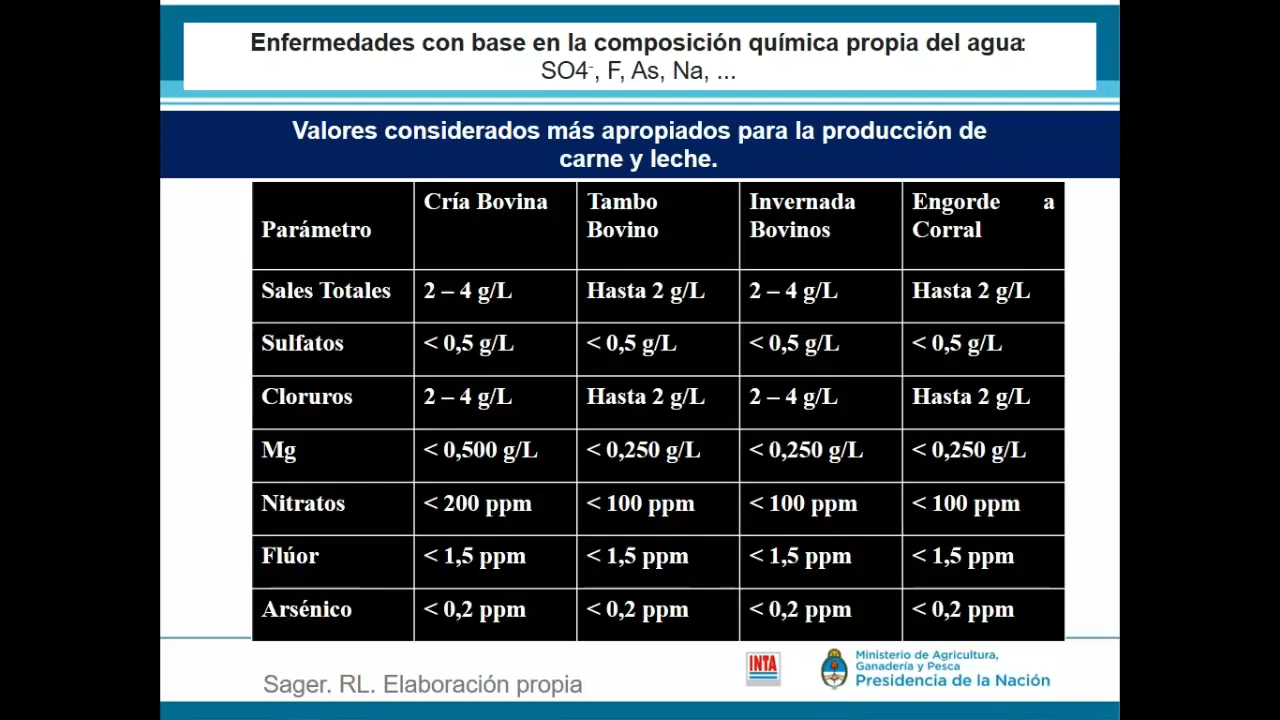 Enfermedades con base en la composición química propia del agua:
SO4-, F, As, Na, ...
Valores considerados más apropiados para la producción de
carne y leche.
Parámetro | Cría Bovina | Tambo Bovino | Invernada Bovinos | Engorde a Corral
Sales Totales | 2 – 4 g/L | Hasta 2 g/L | 2 – 4 g/L | Hasta 2 g/L
Sulfatos | < 0,5 g/L | < 0,5 g/L | < 0,5 g/L | < 0,5 g/L
Cloruros | 2 – 4 g/L | Hasta 2 g/L | 2 – 4 g/L | Hasta 2 g/L
Mg | < 0,500 g/L | < 0,250 g/L | < 0,250 g/L | < 0,250 g/L
Nitratos | < 200 ppm | < 100 ppm | < 100 ppm | < 100 ppm
Flúor | < 1,5 ppm | < 1,5 ppm | < 1,5 ppm | < 1,5 ppm
Arsénico | < 0,2 ppm | < 0,2 ppm | < 0,2 ppm | < 0,2 ppm
Sager. RL. Elaboración propia
INTA
Ministerio de Agricultura,
Ganadería y Pesca
Presidencia de la Nación